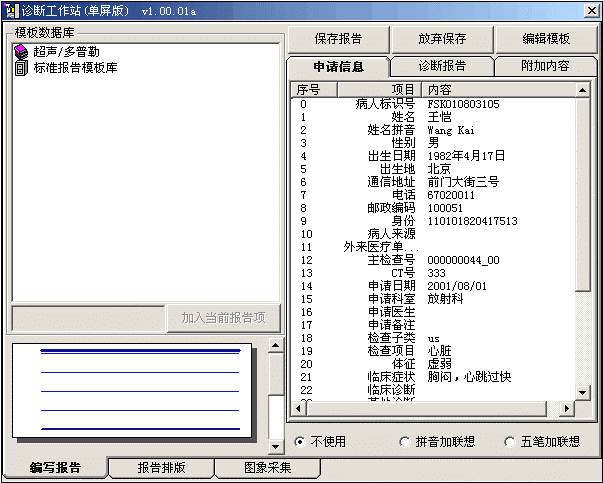 诊断工作站(单屏版) v1.00.01a
模板数据库
超声/多普勒
标准报告模板库
加入当前报告项
保存报告 放弃保存 编辑模板
申请信息 诊断报告 附加内容
序号 项目 内容
0 病人标识号 FSK010803105
1 姓名 王恺
2 姓名拼音 Wang Kai
3 性别 男
4 出生日期 1982年4月17日
5 出生地 北京
6 通信地址 前门大街三号
7 电话 67020011
8 邮政编码 100051
9 身份 110101820417513
10 病人来源
11 外来医疗单...
12 主检查号 000000044_00
13 CT号 333
14 申请日期 2001/08/01
15 申请科室 放射科
16 申请医生
17 申请备注
18 检查子类 us
19 检查项目 心脏
20 体征 虚弱
21 临床症状 胸闷，心跳过快
22 临床诊断
不使用 拼音加联想 五笔加联想
编写报告 报告排版 图象采集